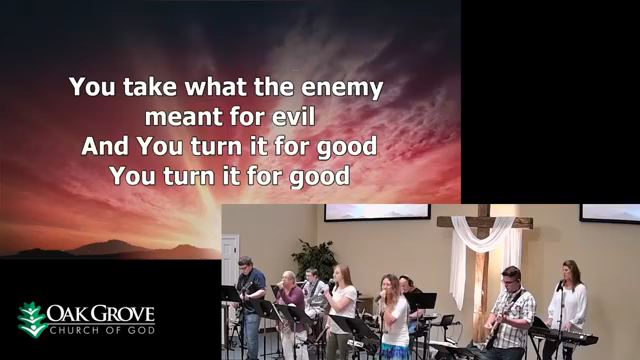 You take what the enemy
meant for evil
And You turn it for good
You turn it for good
OAK GROVE
CHURCH OF GOD